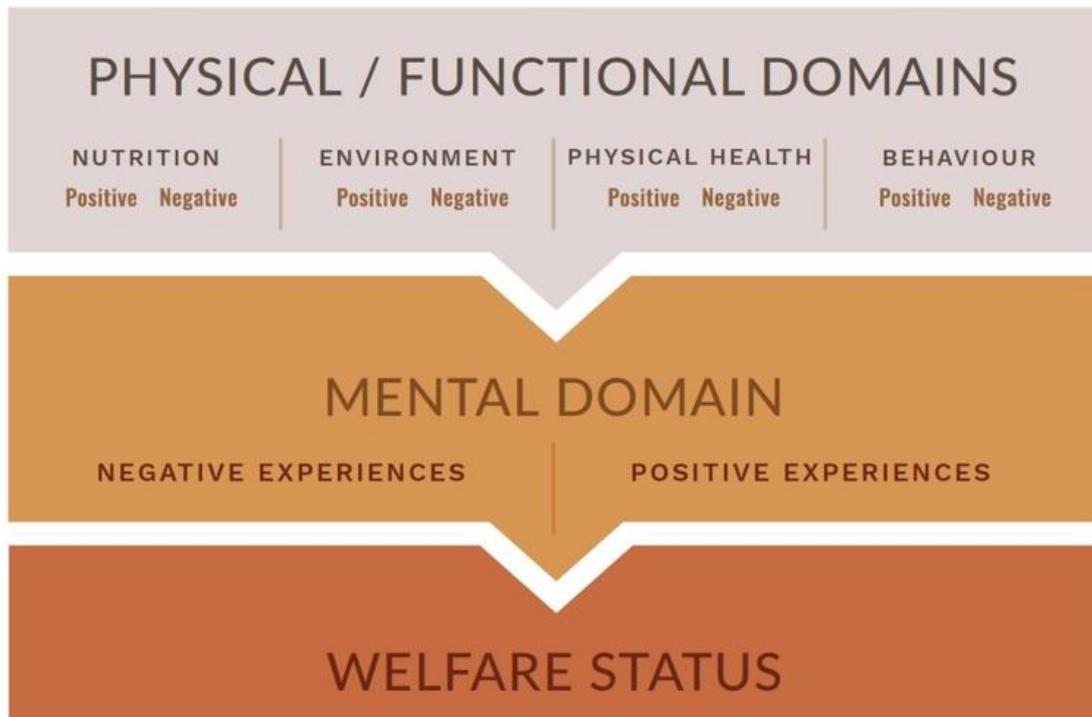 PHYSICAL / FUNCTIONAL DOMAINS
NUTRITION
Positive Negative
ENVIRONMENT
Positive Negative
PHYSICAL HEALTH
Positive Negative
BEHAVIOUR
Positive Negative
MENTAL DOMAIN
NEGATIVE EXPERIENCES
POSITIVE EXPERIENCES
WELFARE STATUS